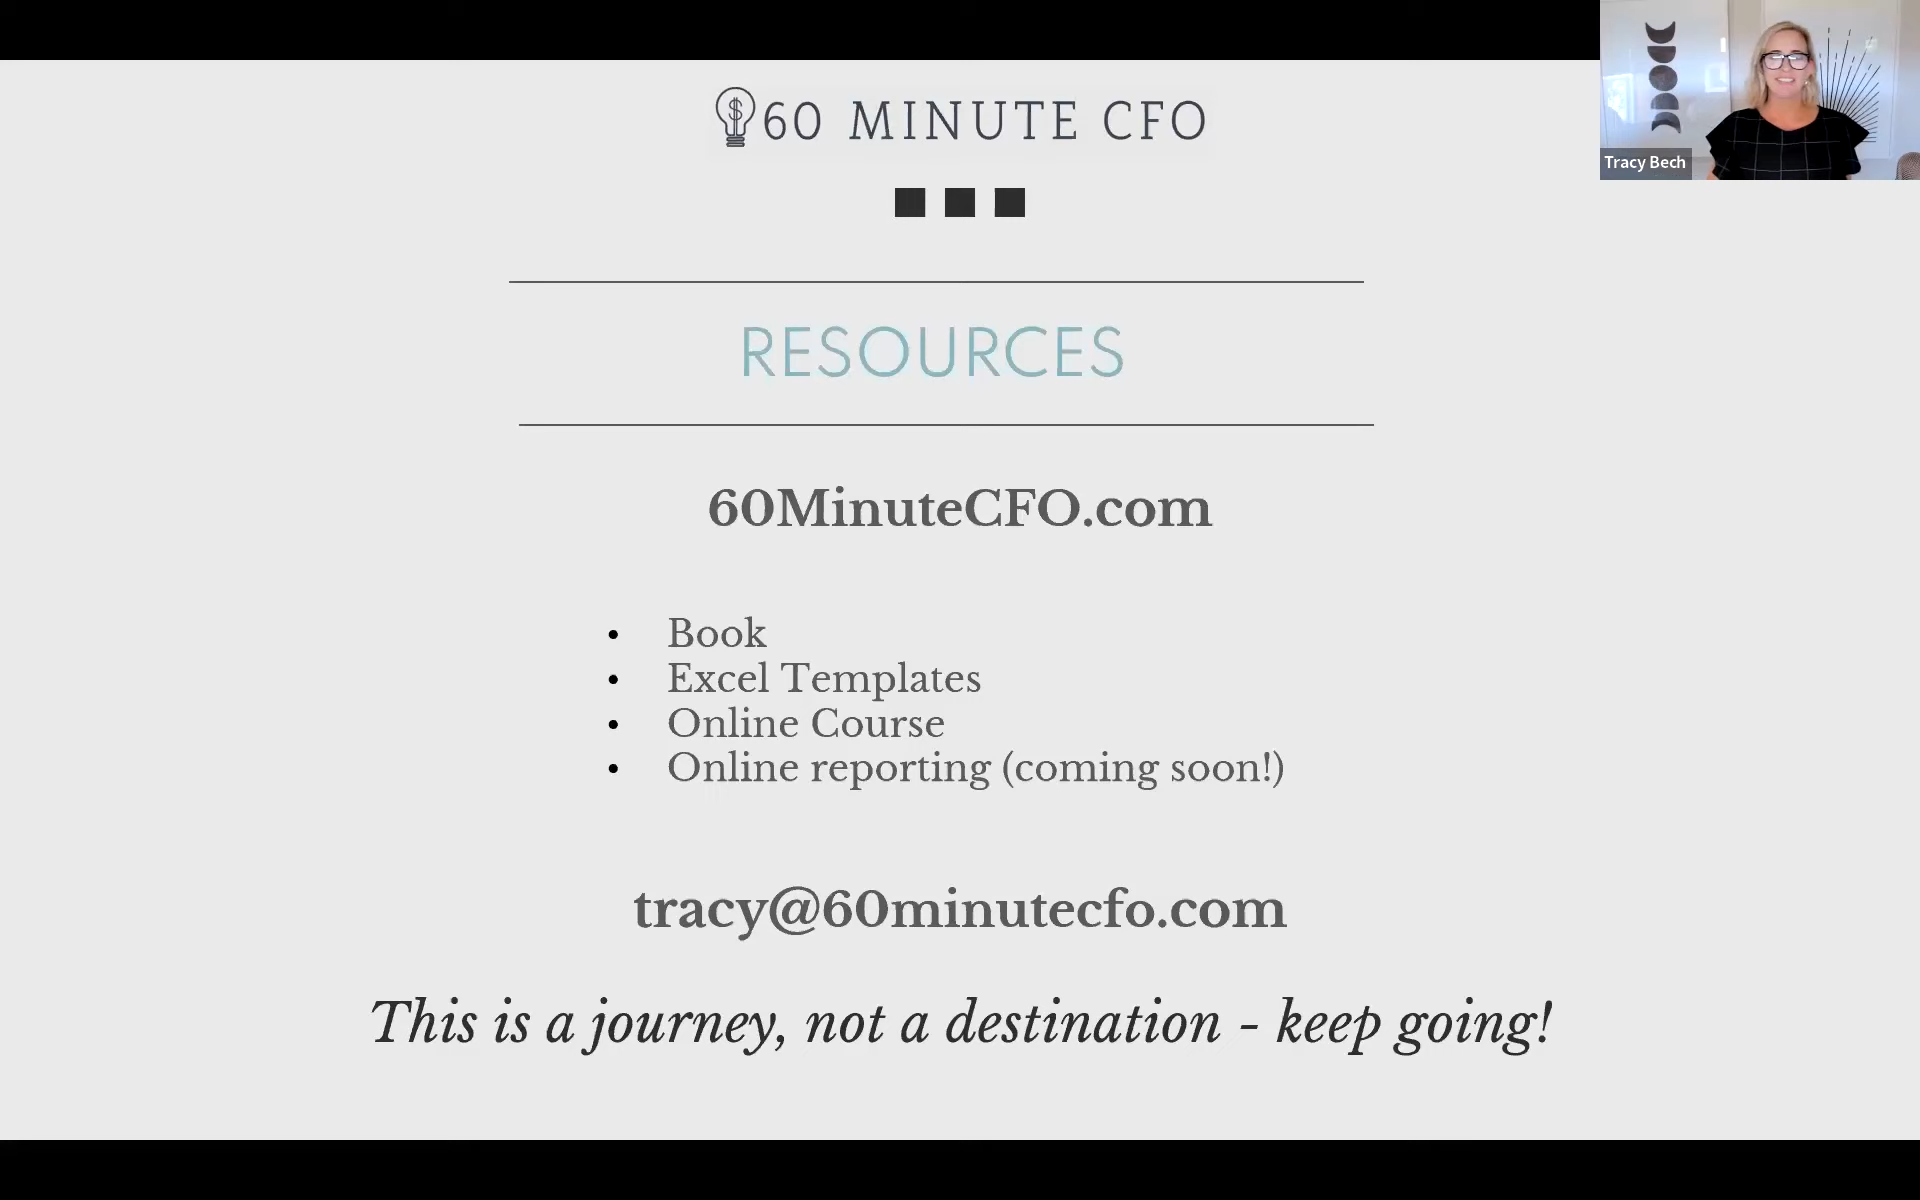 60 MINUTE CFO
Tracy Bech
RESOURCES
60MinuteCFO.com
• Book
• Excel Templates
• Online Course
• Online reporting (coming soon!)
tracy@60minutecfo.com
This is a journey, not a destination - keep going!